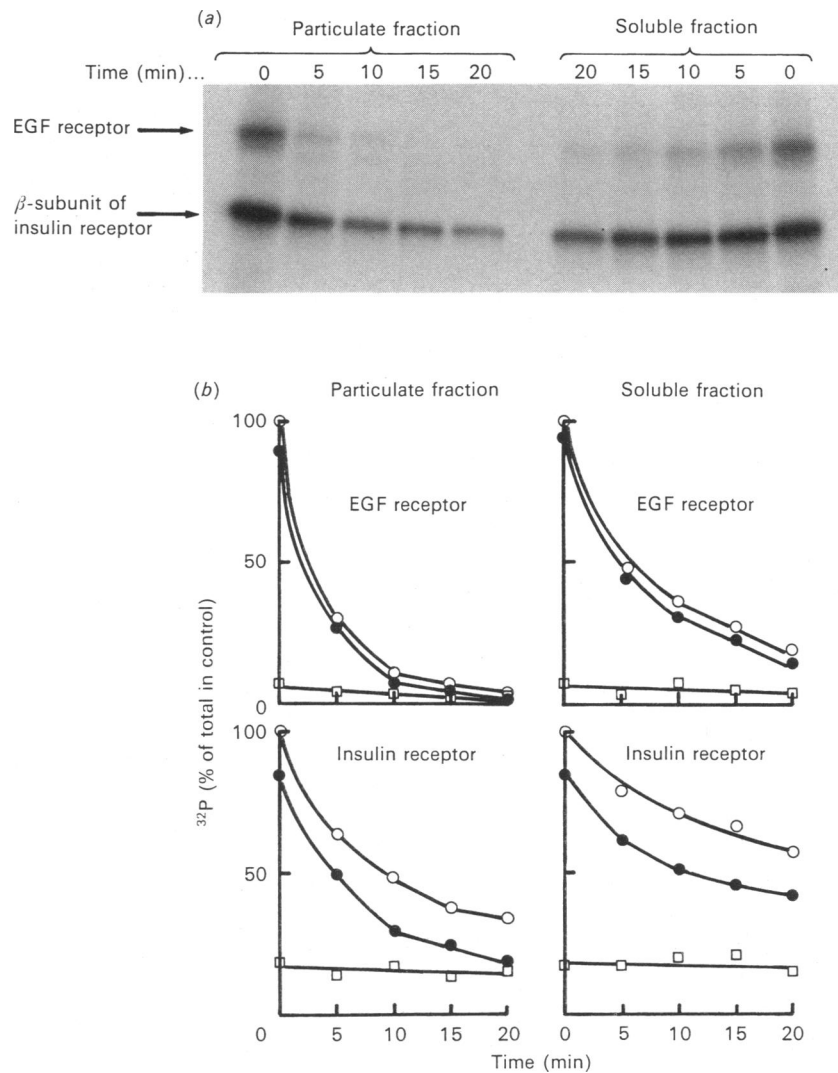 (a)
Particulate fraction Soluble fraction
Time (min)... 0 5 10 15 20 20 15 10 5 0
EGF receptor
β-subunit of
insulin receptor
(b) Particulate fraction Soluble fraction
100 100
EGF receptor EGF receptor
50 50
0 0
100 100
Insulin receptor Insulin receptor
50 50
0 5 10 15 20 0 5 10 15 20
Time (min)
³²P (% of total in control)